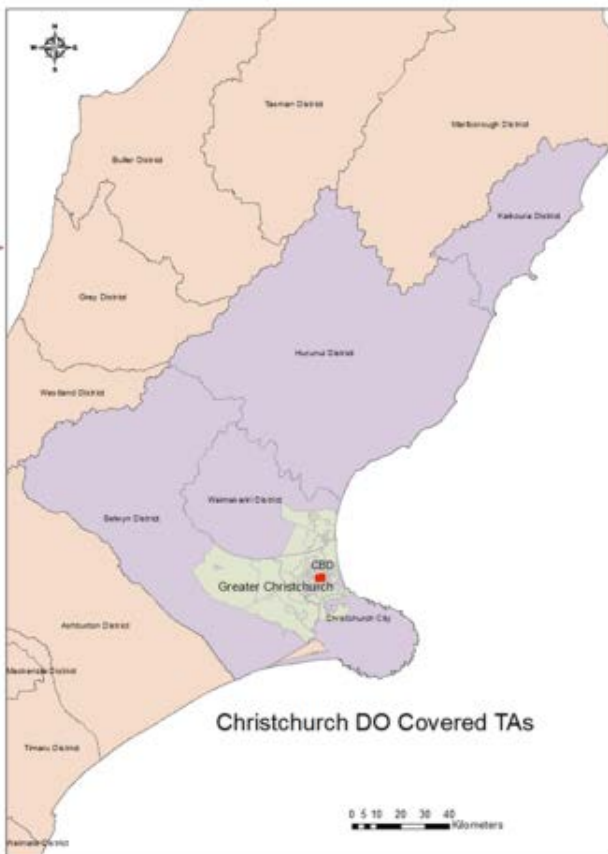 N
W E
S
Tasman District
Marlborough District
Buller District
Kaikoura District
Grey District
Hurunui District
Westland District
Waimakariri District
Selwyn District
CBD
Greater Christchurch
Christchurch City
Ashburton District
Mackenzie District
Christchurch DO Covered TAs
Timaru District
0 5 10 20 30 40
Kilometers
Waimate District